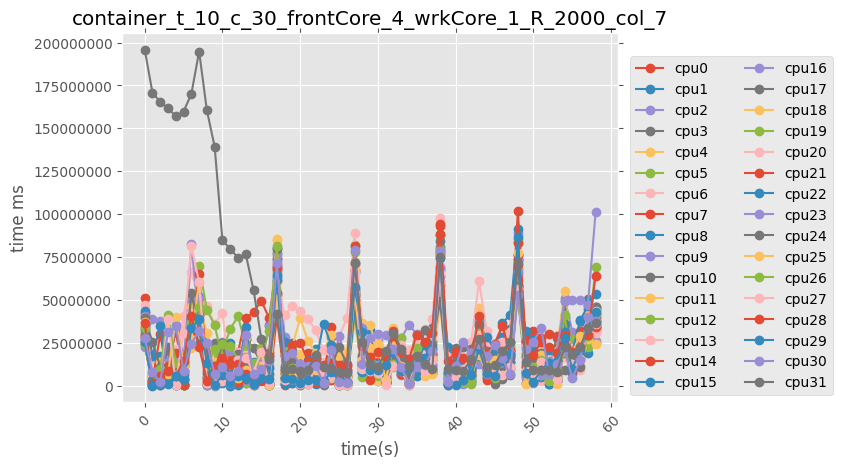 container_t_10_c_30_frontCore_4_wrkCore_1_R_2000_col_7
time ms
200000000
175000000
150000000
125000000
100000000
75000000
50000000
25000000
0
0
10
20
30
40
50
60
time(s)
cpu0
cpu1
cpu2
cpu3
cpu4
cpu5
cpu6
cpu7
cpu8
cpu9
cpu10
cpu11
cpu12
cpu13
cpu14
cpu15
cpu16
cpu17
cpu18
cpu19
cpu20
cpu21
cpu22
cpu23
cpu24
cpu25
cpu26
cpu27
cpu28
cpu29
cpu30
cpu31